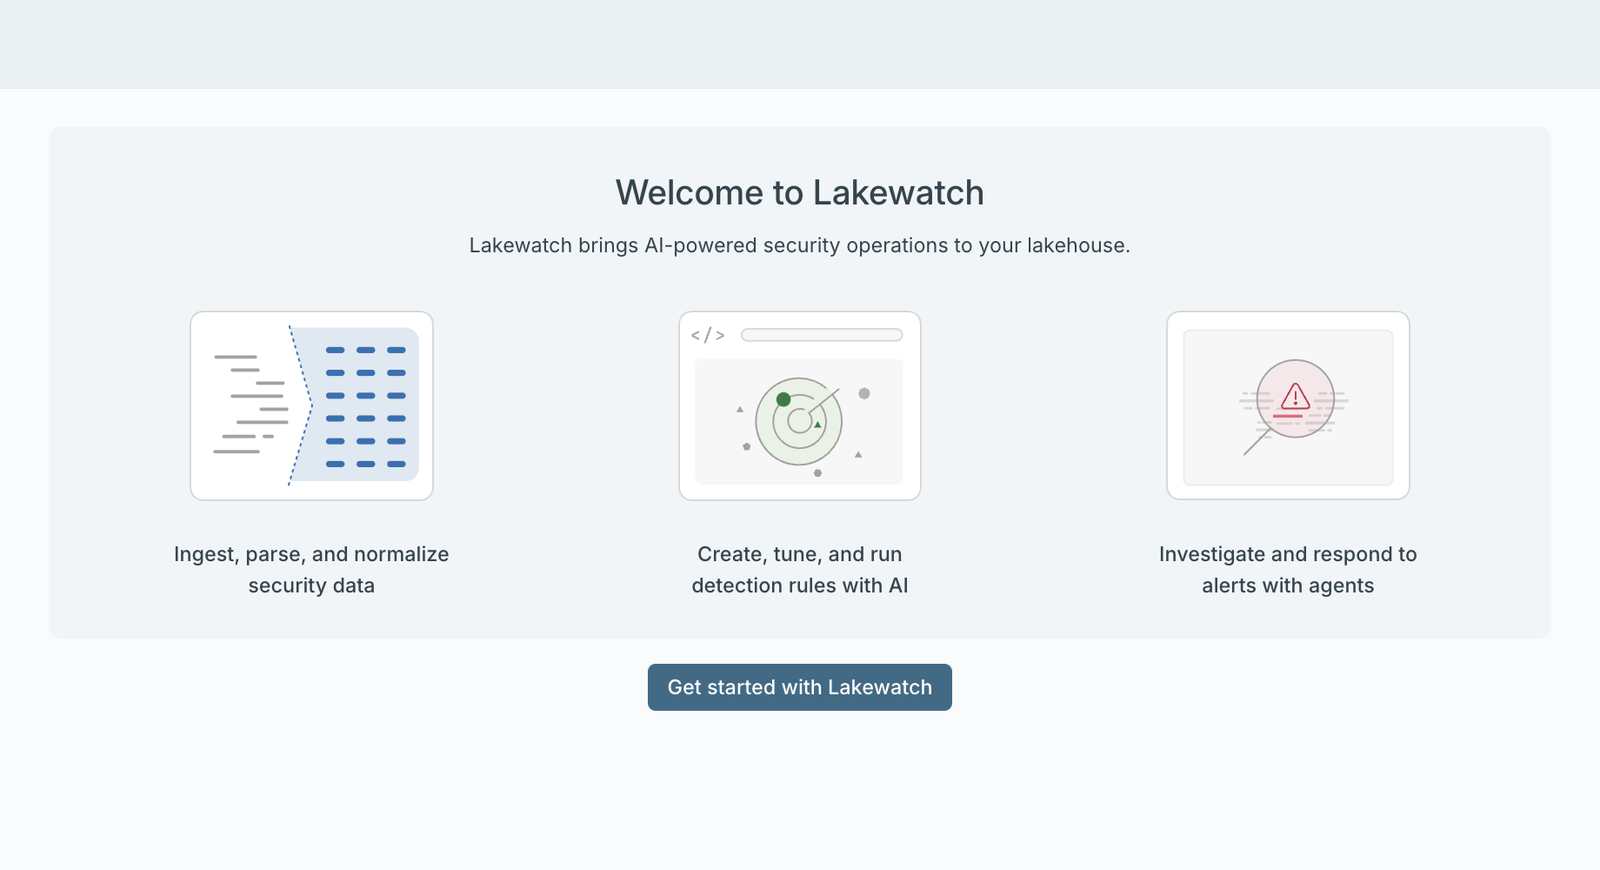 Welcome to Lakewatch
Lakewatch brings AI-powered security operations to your lakehouse.
</>
Ingest, parse, and normalize
security data
Create, tune, and run
detection rules with AI
Investigate and respond to
alerts with agents
Get started with Lakewatch